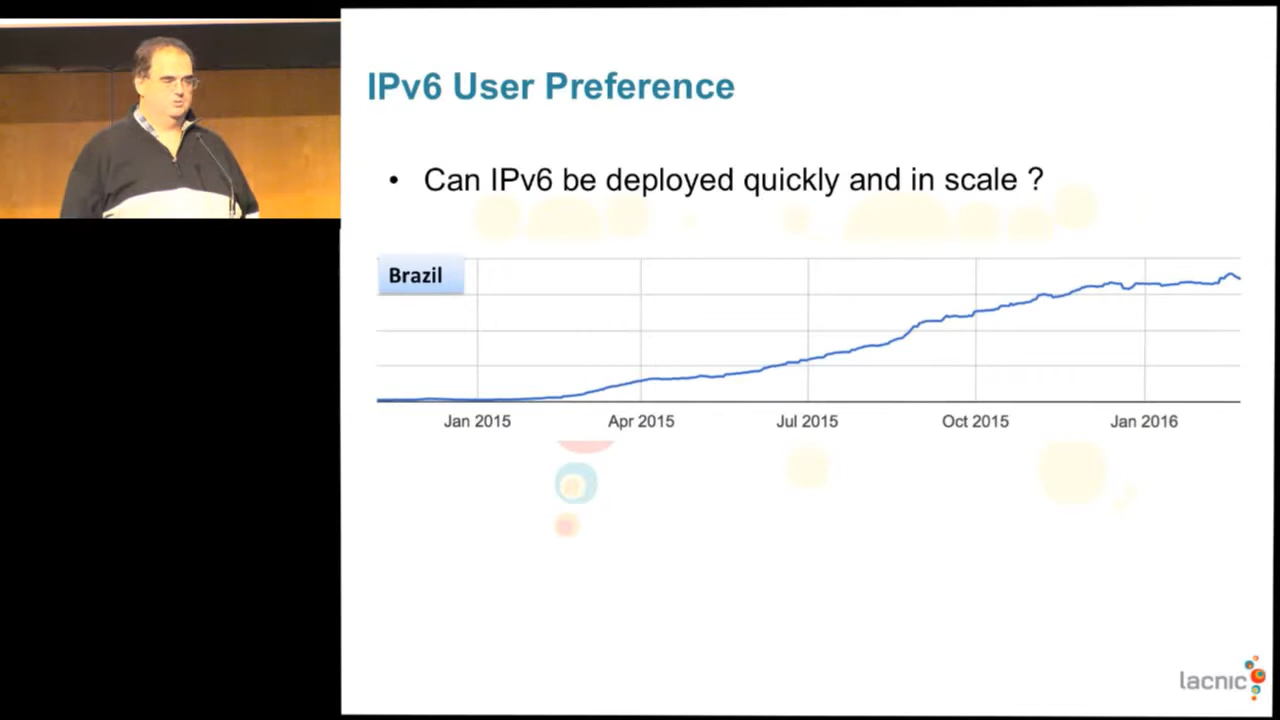 IPv6 User Preference
• Can IPv6 be deployed quickly and in scale ?
Brazil
Jan 2015 Apr 2015 Jul 2015 Oct 2015 Jan 2016
lacnic